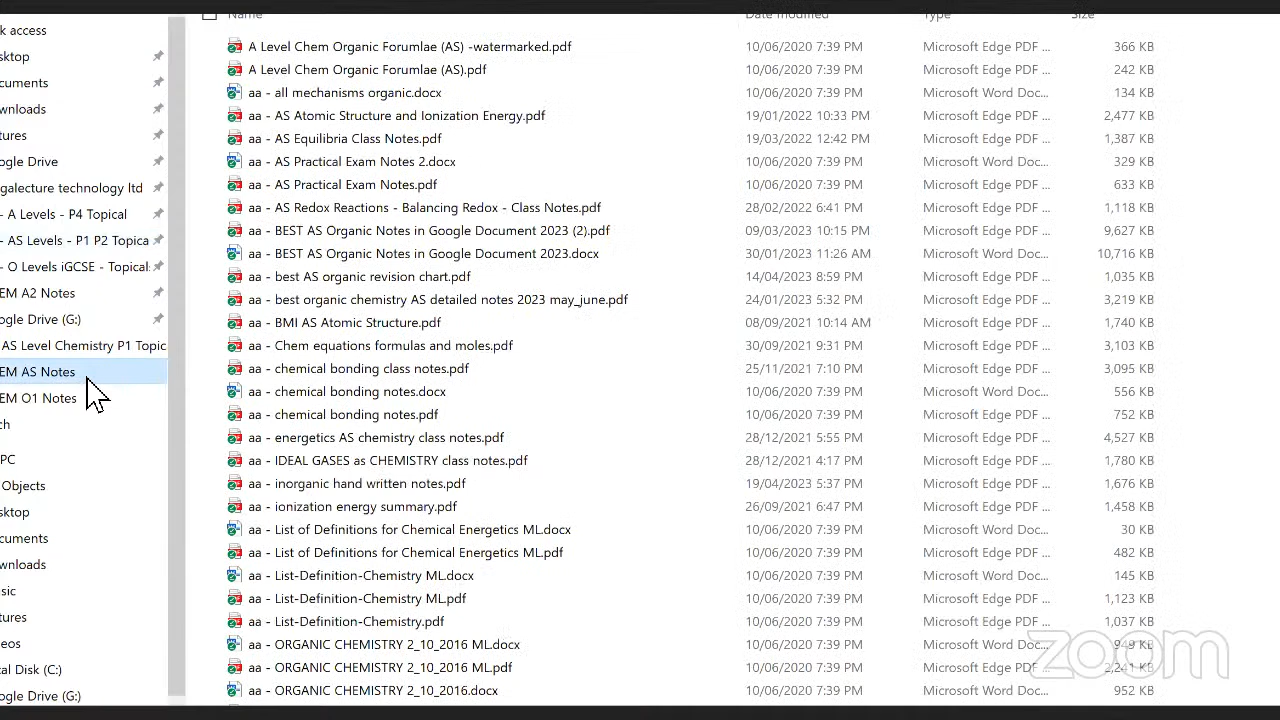 Name Date modified Type Size
k access
sktop
cuments
wnloads
tures
ogle Drive
galecture technology ltd
- A Levels - P4 Topical
- AS Levels - P1 P2 Topica
- O Levels iGCSE - Topical:
EM A2 Notes
ogle Drive (G:)
AS Level Chemistry P1 Topic
EM AS Notes
EM O1 Notes
ch
PC
Objects
sktop
cuments
wnloads
sic
tures
eos
cal Disk (C:)
ogle Drive (G:)
A Level Chem Organic Forumlae (AS) -watermarked.pdf 10/06/2020 7:39 PM Microsoft Edge PDF ... 366 KB
A Level Chem Organic Forumlae (AS).pdf 10/06/2020 7:39 PM Microsoft Edge PDF ... 242 KB
aa - all mechanisms organic.docx 10/06/2020 7:39 PM Microsoft Word Doc... 134 KB
aa - AS Atomic Structure and Ionization Energy.pdf 19/01/2022 10:33 PM Microsoft Edge PDF ... 2,477 KB
aa - AS Equilibria Class Notes.pdf 19/03/2022 12:42 PM Microsoft Edge PDF ... 1,387 KB
aa - AS Practical Exam Notes 2.docx 10/06/2020 7:39 PM Microsoft Word Doc... 329 KB
aa - AS Practical Exam Notes.pdf 10/06/2020 7:39 PM Microsoft Edge PDF ... 633 KB
aa - AS Redox Reactions - Balancing Redox - Class Notes.pdf 28/02/2022 6:41 PM Microsoft Edge PDF ... 1,118 KB
aa - BEST AS Organic Notes in Google Document 2023 (2).pdf 09/03/2023 10:15 PM Microsoft Edge PDF ... 9,627 KB
aa - BEST AS Organic Notes in Google Document 2023.docx 30/01/2023 11:26 AM Microsoft Word Doc... 10,716 KB
aa - best AS organic revision chart.pdf 14/04/2023 8:59 PM Microsoft Edge PDF ... 1,035 KB
aa - best organic chemistry AS detailed notes 2023 may_june.pdf 24/01/2023 5:32 PM Microsoft Edge PDF ... 3,219 KB
aa - BMI AS Atomic Structure.pdf 08/09/2021 10:14 AM Microsoft Edge PDF ... 1,740 KB
aa - Chem equations formulas and moles.pdf 30/09/2021 9:31 PM Microsoft Edge PDF ... 3,103 KB
aa - chemical bonding class notes.pdf 25/11/2021 7:10 PM Microsoft Edge PDF ... 3,095 KB
aa - chemical bonding notes.docx 10/06/2020 7:39 PM Microsoft Word Doc... 556 KB
aa - chemical bonding notes.pdf 10/06/2020 7:39 PM Microsoft Edge PDF ... 752 KB
aa - energetics AS chemistry class notes.pdf 28/12/2021 5:55 PM Microsoft Edge PDF ... 4,527 KB
aa - IDEAL GASES as CHEMISTRY class notes.pdf 28/12/2021 4:17 PM Microsoft Edge PDF ... 1,780 KB
aa - inorganic hand written notes.pdf 19/04/2023 5:37 PM Microsoft Edge PDF ... 1,676 KB
aa - ionization energy summary.pdf 26/09/2021 6:47 PM Microsoft Edge PDF ... 1,458 KB
aa - List of Definitions for Chemical Energetics ML.docx 10/06/2020 7:39 PM Microsoft Word Doc... 30 KB
aa - List of Definitions for Chemical Energetics ML.pdf 10/06/2020 7:39 PM Microsoft Edge PDF ... 482 KB
aa - List-Definition-Chemistry ML.docx 10/06/2020 7:39 PM Microsoft Word Doc... 145 KB
aa - List-Definition-Chemistry ML.pdf 10/06/2020 7:39 PM Microsoft Edge PDF ... 1,123 KB
aa - List-Definition-Chemistry.pdf 10/06/2020 7:39 PM Microsoft Edge PDF ... 1,037 KB
aa - ORGANIC CHEMISTRY 2_10_2016 ML.docx 10/06/2020 7:39 PM Microsoft Word Doc... 949 KB
aa - ORGANIC CHEMISTRY 2_10_2016 ML.pdf 10/06/2020 7:39 PM Microsoft Edge PDF ... 2,241 KB
aa - ORGANIC CHEMISTRY 2_10_2016.docx 10/06/2020 7:39 PM Microsoft Word Doc... 952 KB
zoom